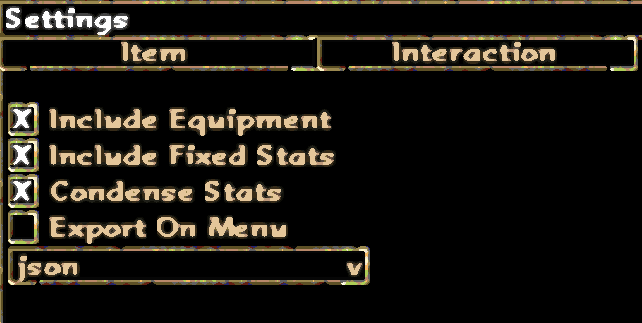 Settings
Item Interaction
X Include Equipment
X Include Fixed Stats
X Condense Stats
Export On Menu
json v